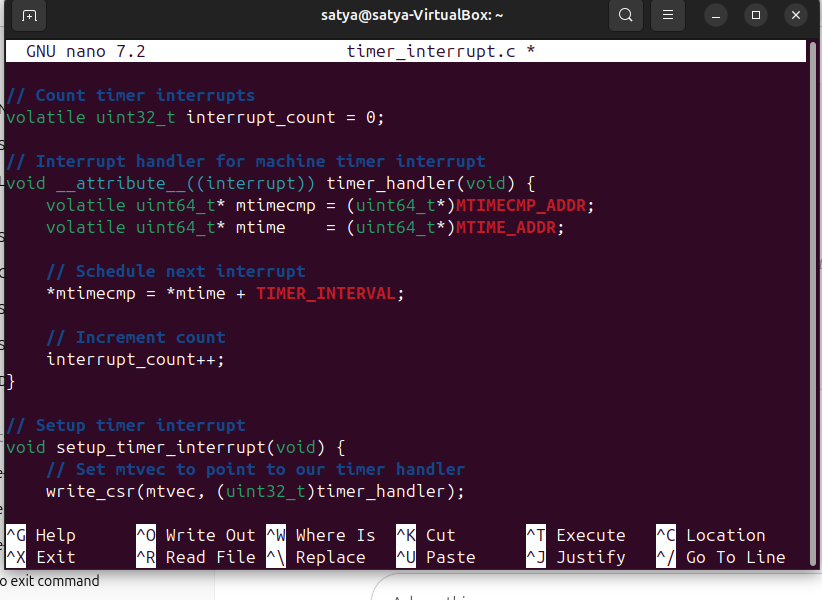 satya@satya-VirtualBox: ~
GNU nano 7.2 timer_interrupt.c *
// Count timer interrupts
volatile uint32_t interrupt_count = 0;
// Interrupt handler for machine timer interrupt
void __attribute__((interrupt)) timer_handler(void) {
    volatile uint64_t* mtimecmp = (uint64_t*)MTIMECMP_ADDR;
    volatile uint64_t* mtime    = (uint64_t*)MTIME_ADDR;
    // Schedule next interrupt
    *mtimecmp = *mtime + TIMER_INTERVAL;
    // Increment count
    interrupt_count++;
}
// Setup timer interrupt
void setup_timer_interrupt(void) {
    // Set mtvec to point to our timer handler
    write_csr(mtvec, (uint32_t)timer_handler);
^G Help ^O Write Out ^W Where Is ^K Cut ^T Execute ^C Location
^X Exit ^R Read File ^\ Replace ^U Paste ^J Justify ^/ Go To Line
o exit command